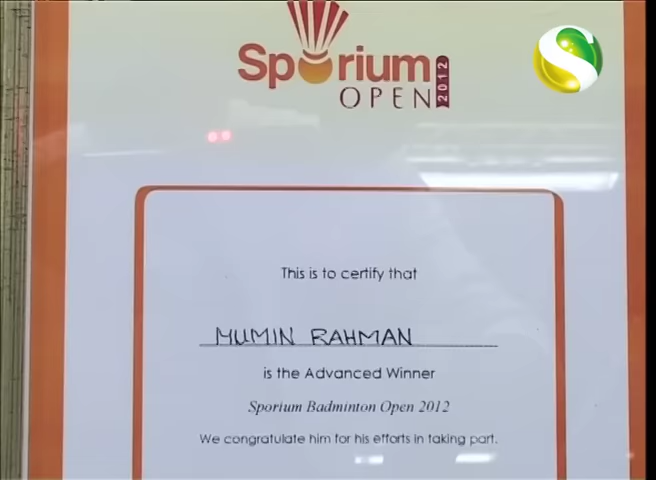 Sporium
OPEN 2012
This is to certify that
MUMIN RAHMAN
is the Advanced Winner
Sporium Badminton Open 2012
We congratulate him for his efforts in taking part.
S